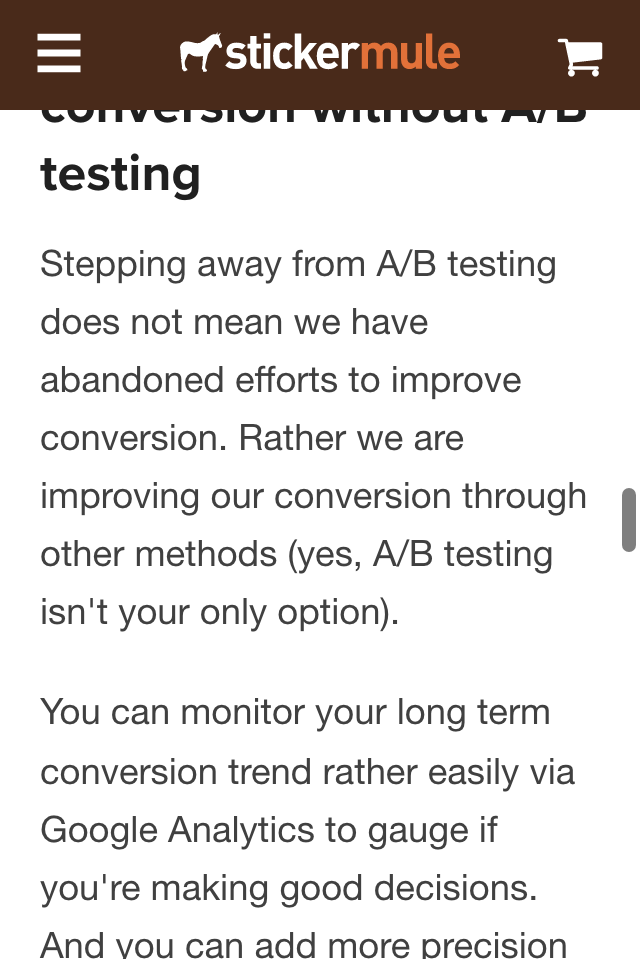 stickermule
conversion without A/B
testing
Stepping away from A/B testing
does not mean we have
abandoned efforts to improve
conversion. Rather we are
improving our conversion through
other methods (yes, A/B testing
isn't your only option).
You can monitor your long term
conversion trend rather easily via
Google Analytics to gauge if
you're making good decisions.
And you can add more precision